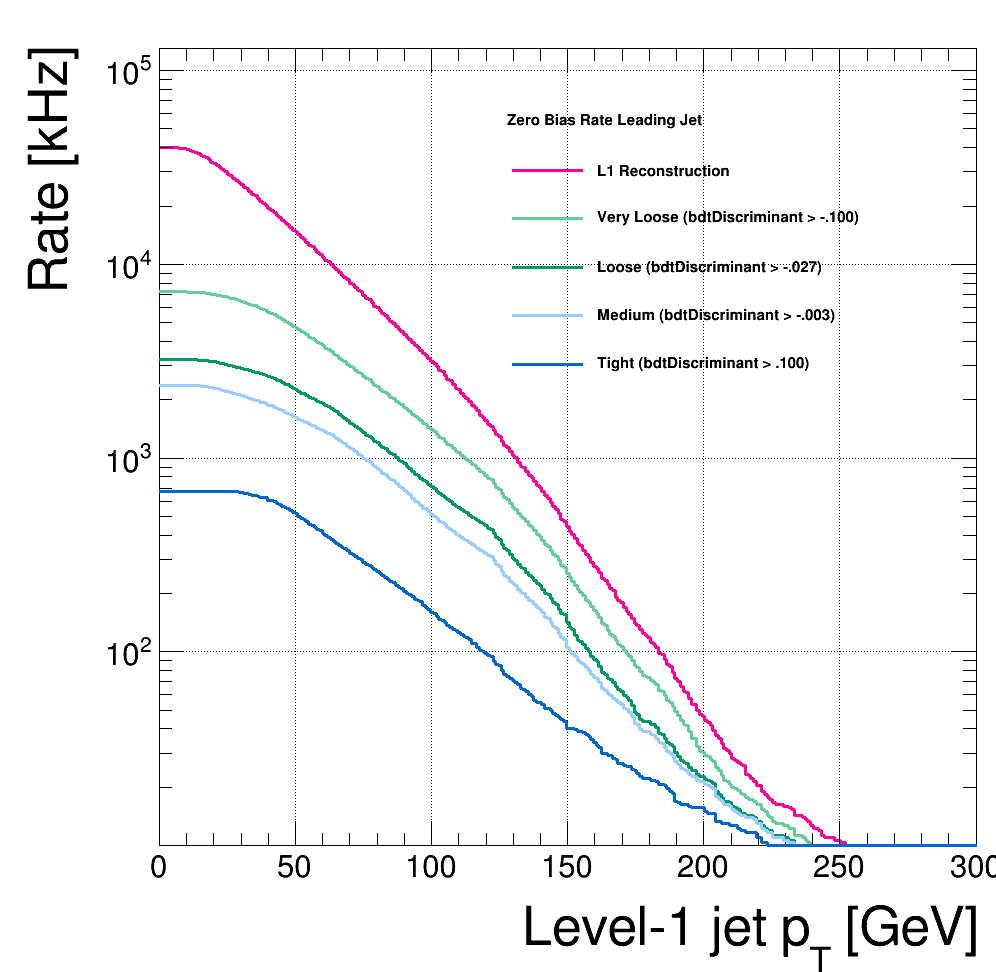 Rate [kHz]
10^5
10^4
10^3
10^2
Zero Bias Rate Leading Jet
L1 Reconstruction
Very Loose (bdtDiscriminant > -.100)
Loose (bdtDiscriminant > -.027)
Medium (bdtDiscriminant > -.003)
Tight (bdtDiscriminant > .100)
0 50 100 150 200 250 300
Level-1 jet p_T [GeV]